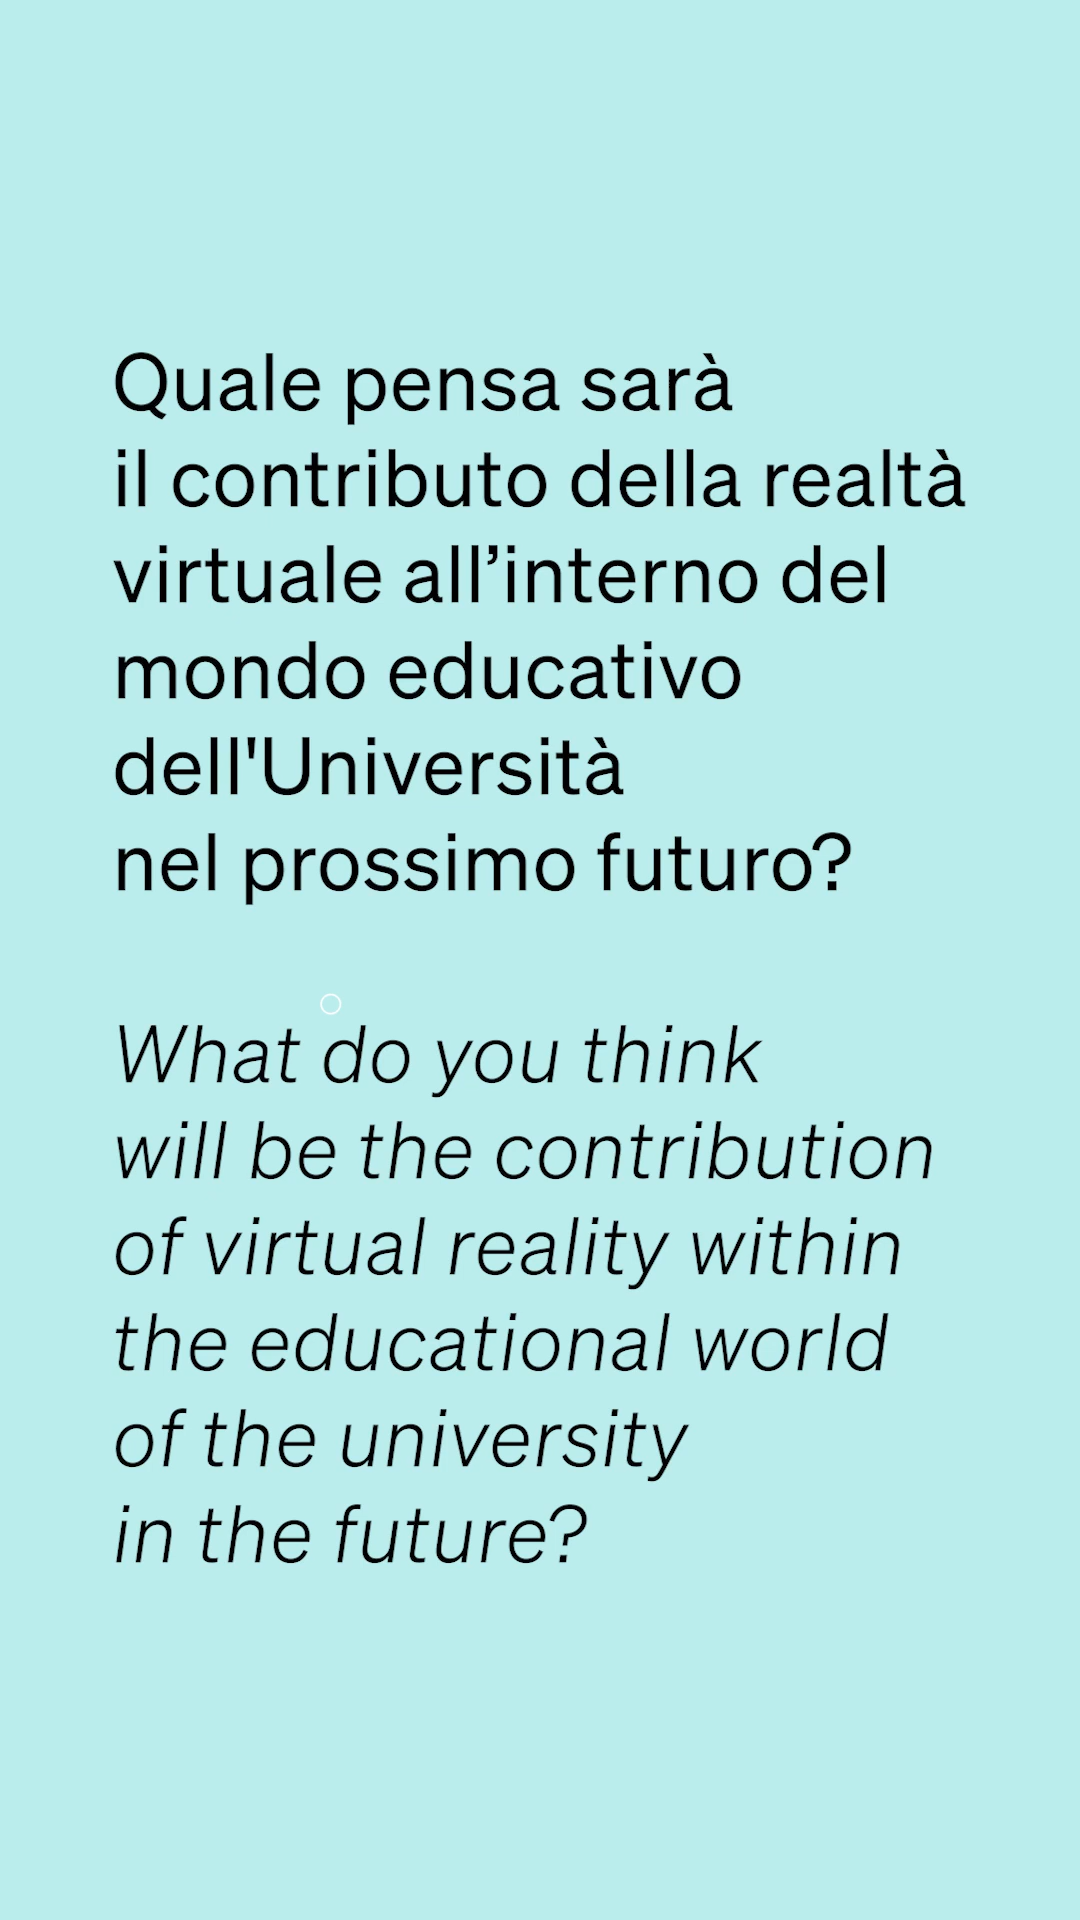 Quale pensa sarà
il contributo della realtà
virtuale all’interno del
mondo educativo
dell'Università
nel prossimo futuro?
What do you think
will be the contribution
of virtual reality within
the educational world
of the university
in the future?